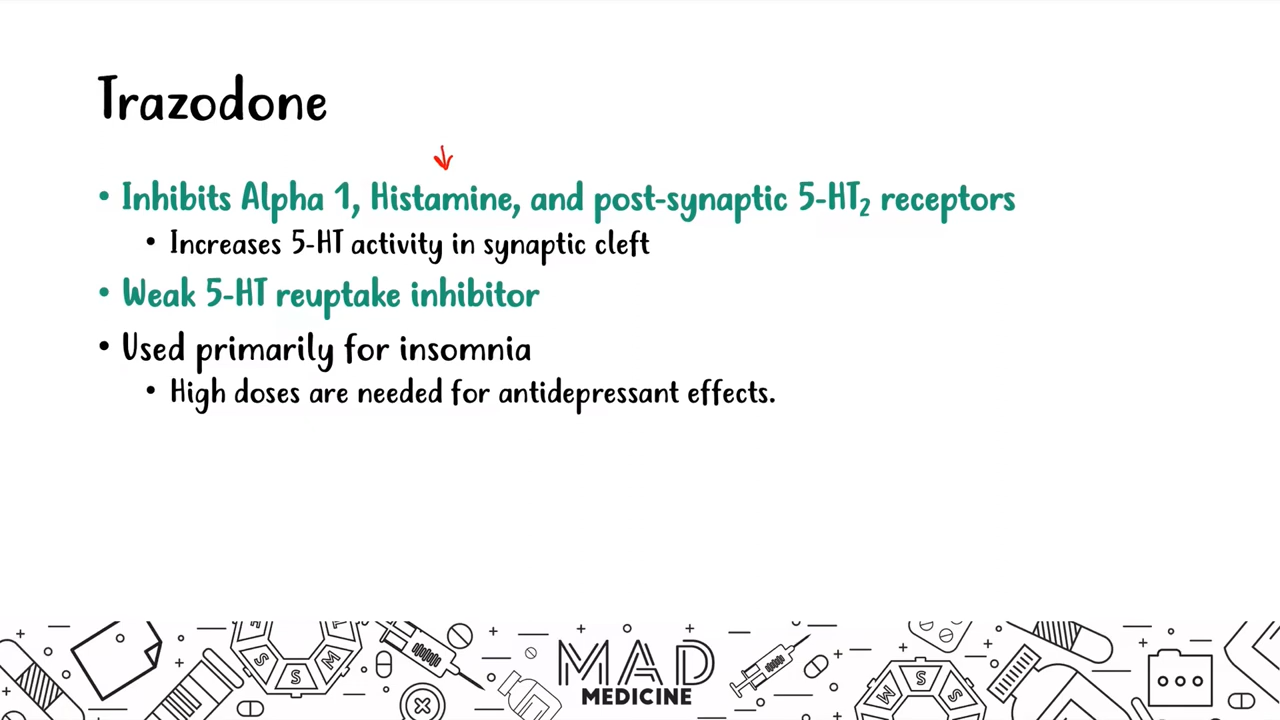 Trazodone
• Inhibits Alpha 1, Histamine, and post-synaptic 5-HT₂ receptors
• Increases 5-HT activity in synaptic cleft
• Weak 5-HT reuptake inhibitor
• Used primarily for insomnia
• High doses are needed for antidepressant effects.
S S M
MAD
MEDICINE
M S S